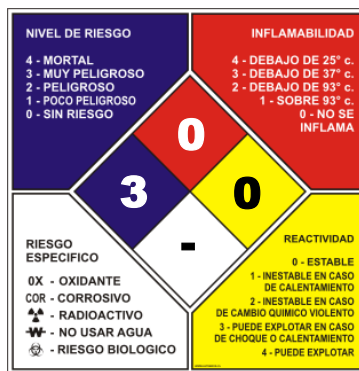 NIVEL DE RIESGO
4 - MORTAL
3 - MUY PELIGROSO
2 - PELIGROSO
1 - POCO PELIGROSO
0 - SIN RIESGO
INFLAMABILIDAD
4 - DEBAJO DE 25° c.
3 - DEBAJO DE 37° c.
2 - DEBAJO DE 93° c.
1 - SOBRE 93° c.
0 - NO SE
INFLAMA
0
3
0
-
RIESGO
ESPECIFICO
0X - OXIDANTE
COR - CORROSIVO
- RADIOACTIVO
W - NO USAR AGUA
- RIESGO BIOLOGICO
REACTIVIDAD
0 - ESTABLE
1 - INESTABLE EN CASO
DE CALENTAMIENTO
2 - INESTABLE EN CASO
DE CAMBIO QUIMICO VIOLENTO
3 - PUEDE EXPLOTAR EN CASO
DE CHOQUE O CALENTAMIENTO
4 - PUEDE EXPLOTAR